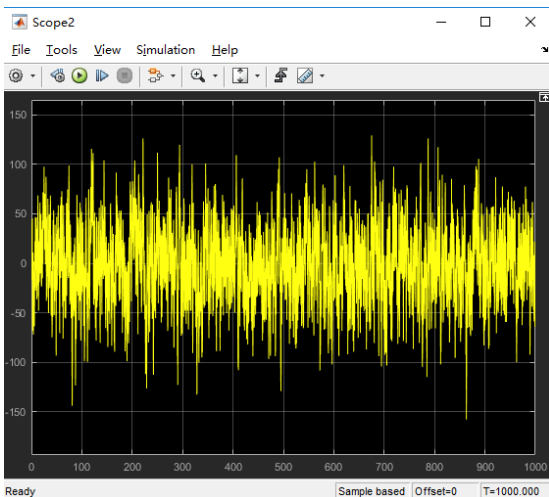 Scope2
File Tools View Simulation Help
150
100
50
0
-50
-100
-150
0 100 200 300 400 500 600 700 800 900 1000
Ready Sample based Offset=0 T=1000.000